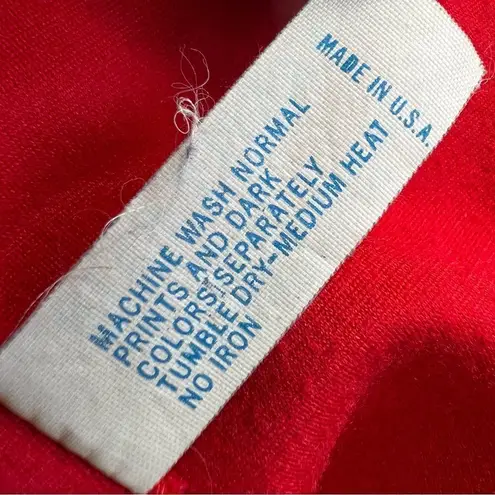 MADE IN U.S.A.
MACHINE WASH NORMAL
PRINTS AND DARK
COLORS SEPARATELY
TUMBLE DRY-MEDIUM HEAT
NO IRON